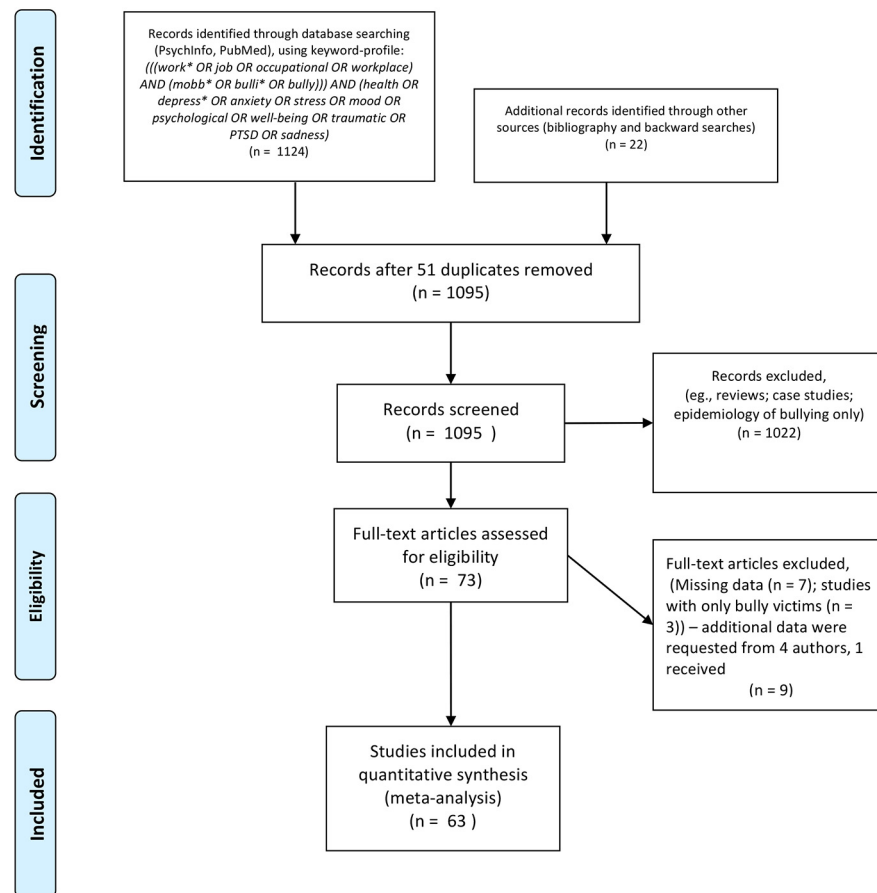 Identification
Records identified through database searching
(PsychInfo, PubMed), using keyword-profile:
(((work* OR job OR occupational OR workplace)
AND (mobb* OR bulli* OR bully))) AND (health OR
depress* OR anxiety OR stress OR mood OR
psychological OR well-being OR traumatic OR
PTSD OR sadness)
(n = 1124)
Additional records identified through other
sources (bibliography and backward searches)
(n = 22)
Screening
Records after 51 duplicates removed
(n = 1095)
Records screened
(n = 1095 )
Records excluded,
(eg., reviews; case studies;
epidemiology of bullying only)
(n = 1022)
Eligibility
Full-text articles assessed
for eligibility
(n = 73)
Full-text articles excluded,
(Missing data (n = 7); studies
with only bully victims (n =
3)) – additional data were
requested from 4 authors, 1
received
(n = 9)
Included
Studies included in
quantitative synthesis
(meta-analysis)
(n = 63 )